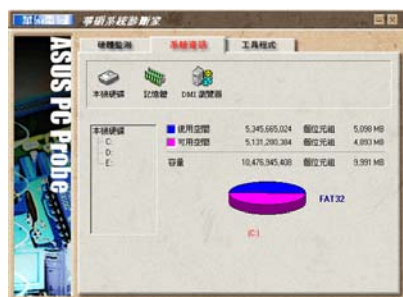 華碩系統診斷家
ASUS PC Probe
硬體監測 系統資訊 工具程式
本機硬碟 記憶體 DMI 瀏覽器
本機硬碟
C:
D:
E:
使用空間 5,345,665,024 個位元組 5,098 MB
可用空間 5,131,280,384 個位元組 4,893 MB
容量 10,476,945,408 個位元組 9,991 MB
FAT32
(C:)